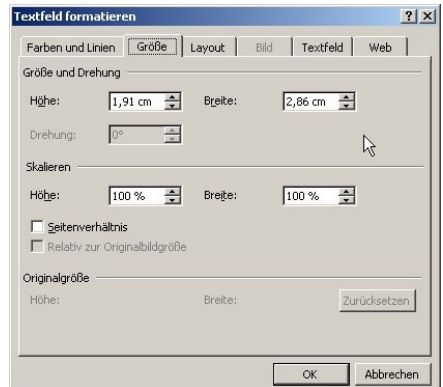 Textfeld formatieren
Farben und Linien Größe Layout Bild Textfeld Web
Größe und Drehung
Höhe: 1,91 cm Breite: 2,86 cm
Drehung: 0°
Skalieren
Höhe: 100 % Breite: 100 %
Seitenverhältnis
Relativ zur Originalbildgröße
Originalgröße
Höhe: Breite: Zurücksetzen
OK Abbrechen